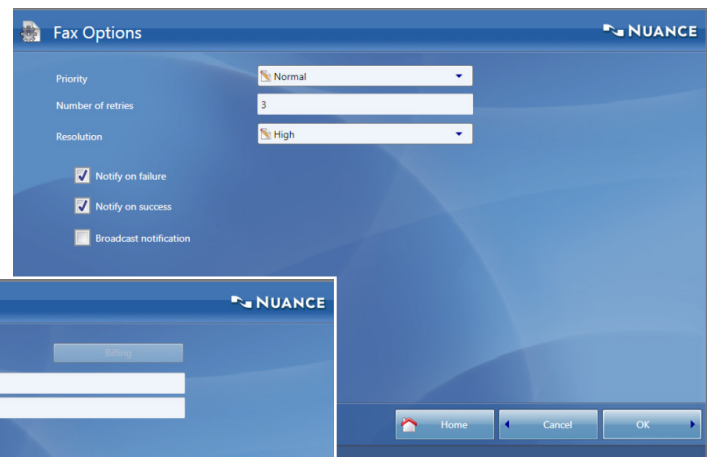 Fax Options
NUANCE
Priority
Normal
Number of retries
3
Resolution
High
Notify on failure
Notify on success
Broadcast notification
NUANCE
Billing
Home
Cancel
OK